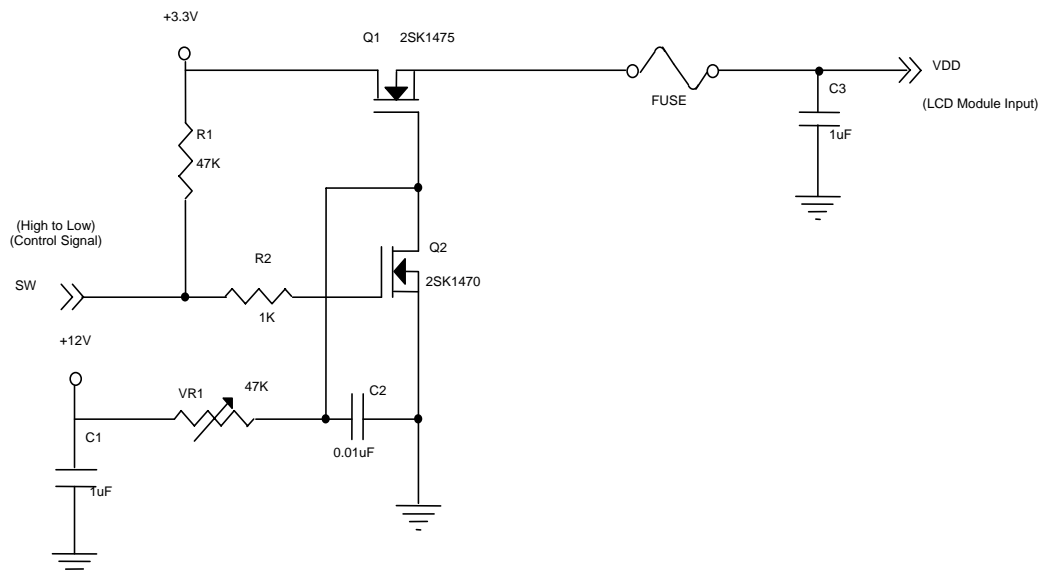 +3.3V
Q1 2SK1475
VDD
FUSE
C3
(LCD Module Input)
1uF
R1
47K
(High to Low)
(Control Signal)
Q2
R2
2SK1470
SW
1K
+12V
VR1
47K
C2
C1
0.01uF
1uF